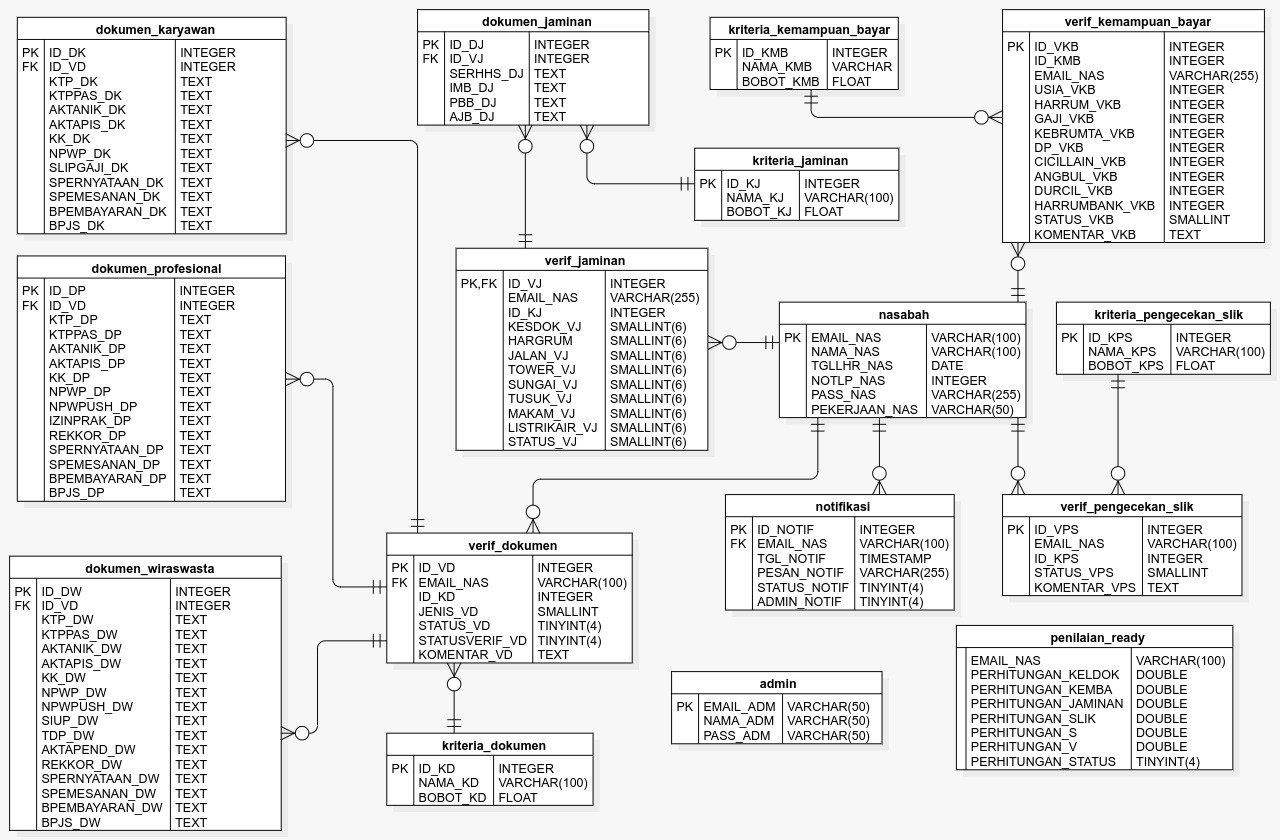 dokumen_karyawan
PK ID_DK INTEGER
FK ID_VD INTEGER
KTP_DK TEXT
KTPPAS_DK TEXT
AKTANIK_DK TEXT
AKTAPIS_DK TEXT
KK_DK TEXT
NPWP_DK TEXT
SLIPGAJI_DK TEXT
SPERNYATAAN_DK TEXT
SPEMESANAN_DK TEXT
BPEMBAYARAN_DK TEXT
BPJS_DK TEXT
dokumen_jaminan
PK ID_DJ INTEGER
FK ID_VJ INTEGER
SERHHS_DJ TEXT
IMB_DJ TEXT
PBB_DJ TEXT
AJB_DJ TEXT
kriteria_kemampuan_bayar
PK ID_KMB INTEGER
NAMA_KMB VARCHAR
BOBOT_KMB FLOAT
verif_kemampuan_bayar
PK ID_VKB INTEGER
ID_KMB INTEGER
EMAIL_NAS VARCHAR(255)
USIA_VKB INTEGER
HARRUM_VKB INTEGER
GAJI_VKB INTEGER
KEBRUMTA_VKB INTEGER
DP_VKB INTEGER
CICILLAIN_VKB INTEGER
ANGBUL_VKB INTEGER
DURCIL_VKB INTEGER
HARRUMBANK_VKB INTEGER
STATUS_VKB SMALLINT
KOMENTAR_VKB TEXT
kriteria_jaminan
PK ID_KJ INTEGER
NAMA_KJ VARCHAR(100)
BOBOT_KJ FLOAT
dokumen_profesional
PK ID_DP INTEGER
FK ID_VD INTEGER
KTP_DP TEXT
KTPPAS_DP TEXT
AKTANIK_DP TEXT
AKTAPIS_DP TEXT
KK_DP TEXT
NPWP_DP TEXT
NPWPUSH_DP TEXT
IZINPRAK_DP TEXT
REKKOR_DP TEXT
SPERNYATAAN_DP TEXT
SPEMESANAN_DP TEXT
BPEMBAYARAN_DP TEXT
BPJS_DP TEXT
verif_jaminan
PK,FK ID_VJ INTEGER
EMAIL_NAS VARCHAR(255)
ID_KJ INTEGER
KESDOK_VJ SMALLINT(6)
HARGRUM SMALLINT(6)
JALAN_VJ SMALLINT(6)
TOWER_VJ SMALLINT(6)
SUNGAI_VJ SMALLINT(6)
TUSUK_VJ SMALLINT(6)
MAKAM_VJ SMALLINT(6)
LISTRIKAIR_VJ SMALLINT(6)
STATUS_VJ SMALLINT(6)
nasabah
PK EMAIL_NAS VARCHAR(100)
NAMA_NAS VARCHAR(100)
TGLLHR_NAS DATE
NOTLP_NAS INTEGER
PASS_NAS VARCHAR(255)
PEKERJAAN_NAS VARCHAR(50)
kriteria_pengecekan_slik
PK ID_KPS INTEGER
NAMA_KPS VARCHAR(100)
BOBOT_KPS FLOAT
notifikasi
PK ID_NOTIF INTEGER
FK EMAIL_NAS VARCHAR(100)
TGL_NOTIF TIMESTAMP
PESAN_NOTIF VARCHAR(255)
STATUS_NOTIF TINYINT(4)
ADMIN_NOTIF TINYINT(4)
verif_pengecekan_slik
PK ID_VPS INTEGER
EMAIL_NAS VARCHAR(100)
ID_KPS INTEGER
STATUS_VPS SMALLINT
KOMENTAR_VPS TEXT
verif_dokumen
PK ID_VD INTEGER
FK EMAIL_NAS VARCHAR(100)
ID_KD INTEGER
JENIS_VD SMALLINT
STATUS_VD TINYINT(4)
STATUSVERIF_VD TINYINT(4)
KOMENTAR_VD TEXT
dokumen_wiraswasta
PK ID_DW INTEGER
FK ID_VD INTEGER
KTP_DW TEXT
KTPPAS_DW TEXT
AKTANIK_DW TEXT
AKTAPIS_DW TEXT
KK_DW TEXT
NPWP_DW TEXT
NPWPUSH_DW TEXT
SIUP_DW TEXT
TDP_DW TEXT
AKTAPEND_DW TEXT
REKKOR_DW TEXT
SPERNYATAAN_DW TEXT
SPEMESANAN_DW TEXT
BPEMBAYARAN_DW TEXT
BPJS_DW TEXT
penilaian_ready
EMAIL_NAS VARCHAR(100)
PERHITUNGAN_KELDOK DOUBLE
PERHITUNGAN_KEMBA DOUBLE
PERHITUNGAN_JAMINAN DOUBLE
PERHITUNGAN_SLIK DOUBLE
PERHITUNGAN_S DOUBLE
PERHITUNGAN_V DOUBLE
PERHITUNGAN_STATUS TINYINT(4)
admin
PK EMAIL_ADM VARCHAR(50)
NAMA_ADM VARCHAR(50)
PASS_ADM VARCHAR(50)
kriteria_dokumen
PK ID_KD INTEGER
NAMA_KD VARCHAR(100)
BOBOT_KD FLOAT